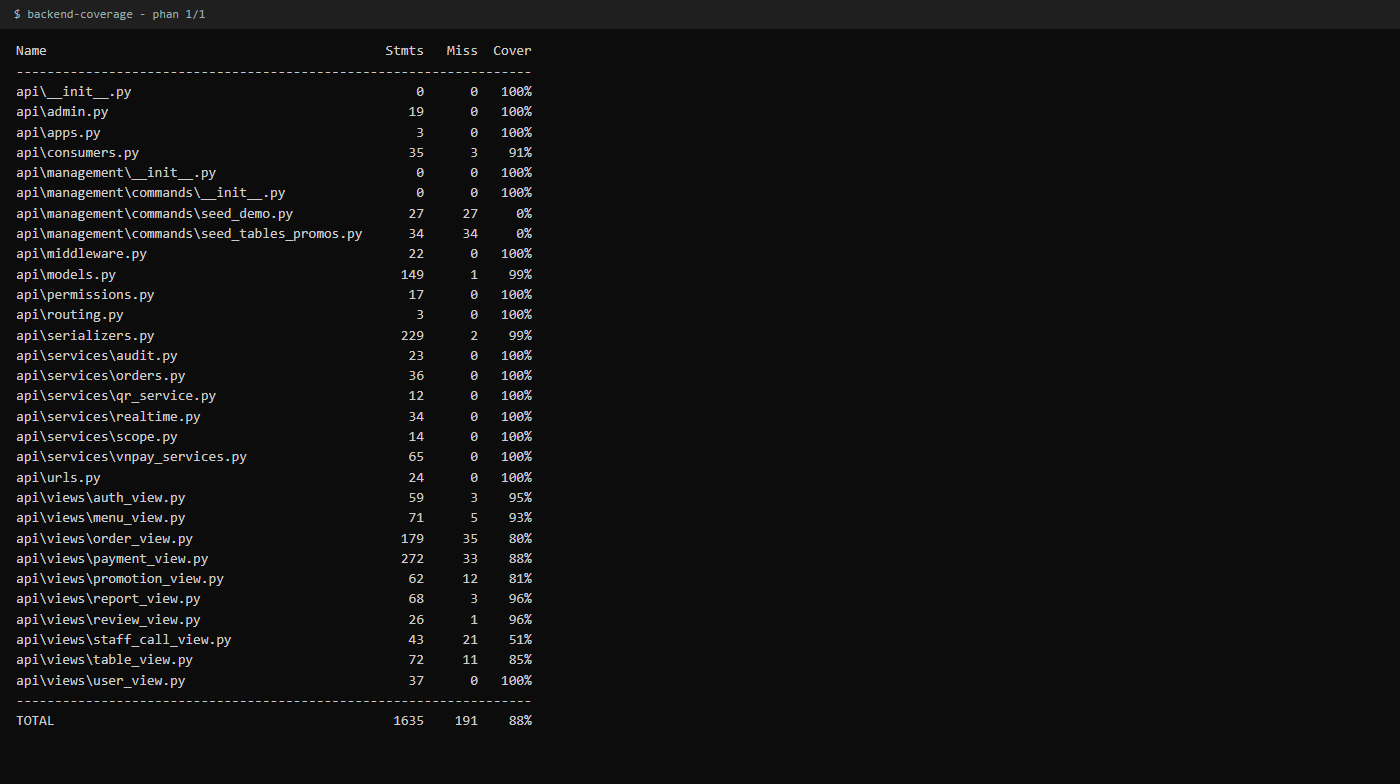 $ backend-coverage - phan 1/1
Name                                            Stmts   Miss  Cover
-------------------------------------------------------------------
api\__init__.py                                     0      0   100%
api\admin.py                                       19      0   100%
api\apps.py                                         3      0   100%
api\consumers.py                                   35      3    91%
api\management\__init__.py                          0      0   100%
api\management\commands\__init__.py                 0      0   100%
api\management\commands\seed_demo.py               27     27     0%
api\management\commands\seed_tables_promos.py      34     34     0%
api\middleware.py                                  22      0   100%
api\models.py                                     149      1    99%
api\permissions.py                                 17      0   100%
api\routing.py                                      3      0   100%
api\serializers.py                                229      2    99%
api\services\audit.py                              23      0   100%
api\services\orders.py                             36      0   100%
api\services\qr_service.py                         12      0   100%
api\services\realtime.py                           34      0   100%
api\services\scope.py                              14      0   100%
api\services\vnpay_services.py                     65      0   100%
api\urls.py                                        24      0   100%
api\views\auth_view.py                             59      3    95%
api\views\menu_view.py                             71      5    93%
api\views\order_view.py                           179     35    80%
api\views\payment_view.py                         272     33    88%
api\views\promotion_view.py                        62     12    81%
api\views\report_view.py                           68      3    96%
api\views\review_view.py                           26      1    96%
api\views\staff_call_view.py                       43     21    51%
api\views\table_view.py                            72     11    85%
api\views\user_view.py                             37      0   100%
-------------------------------------------------------------------
TOTAL                                            1635    191    88%